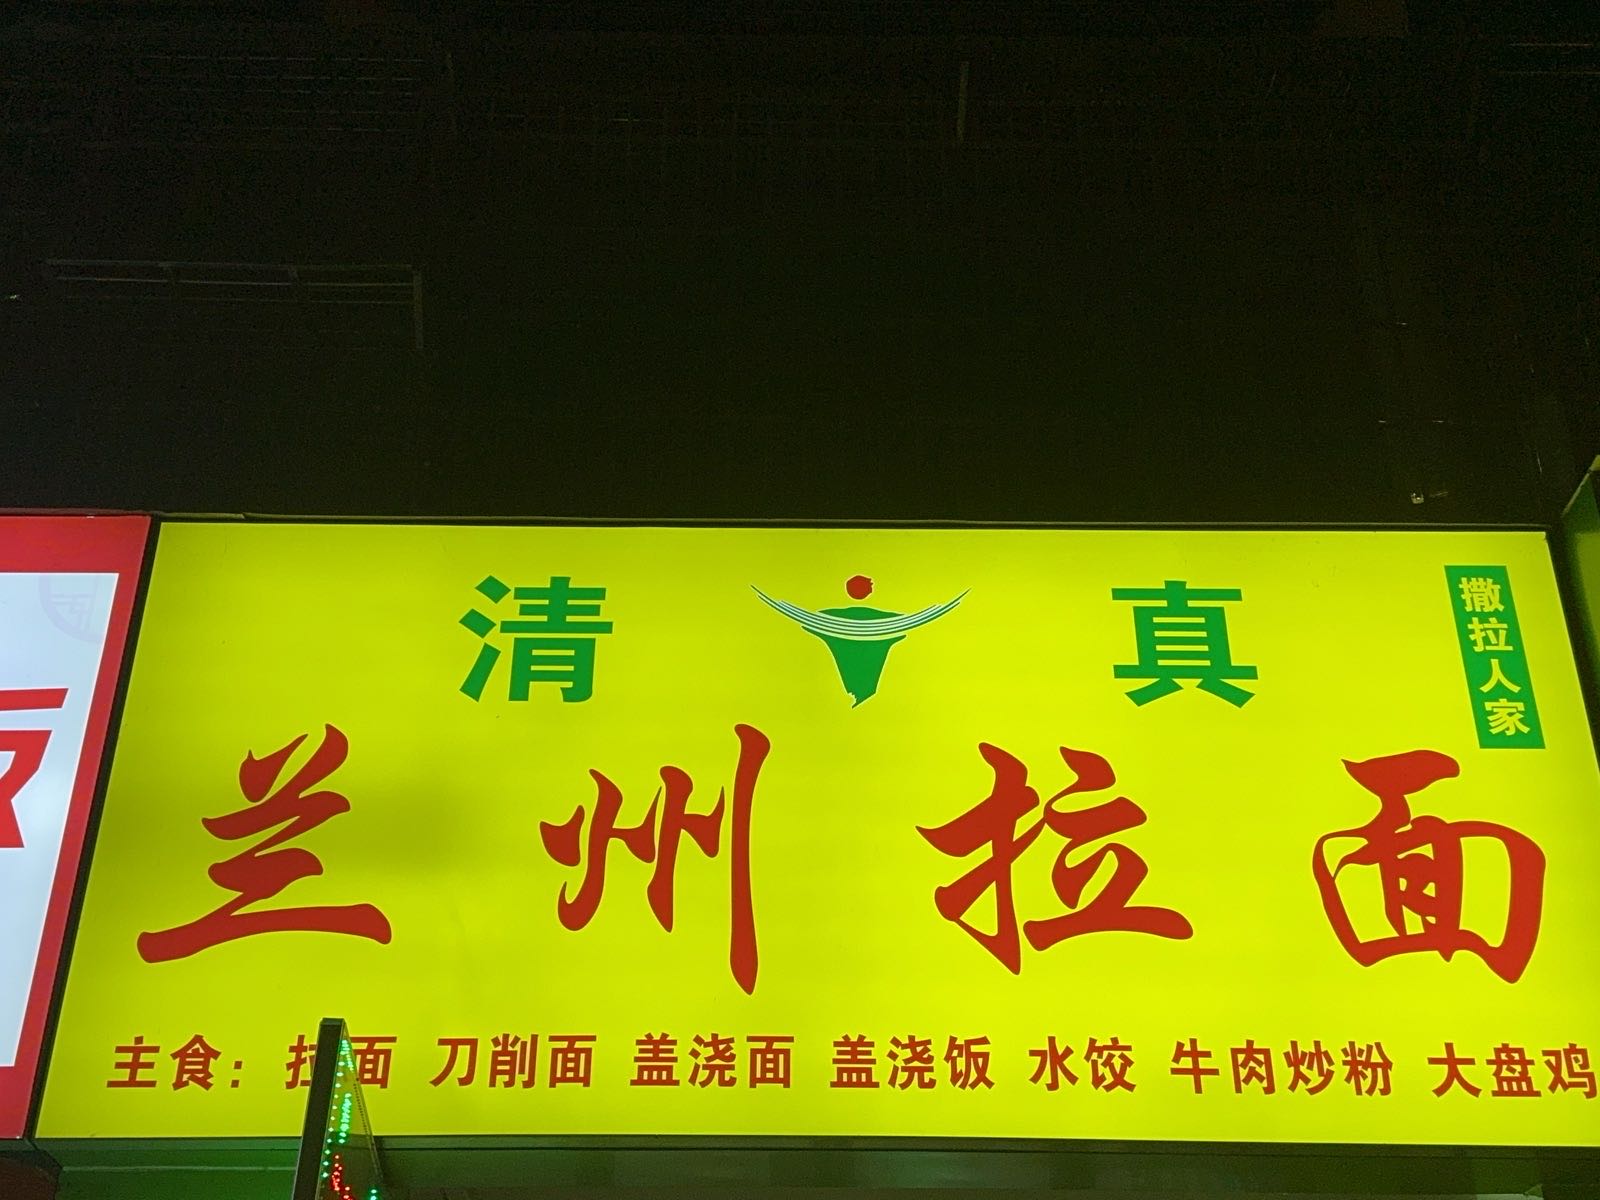 清真
撒拉人家
兰州拉面
主食：拉面 刀削面 盖浇面 盖浇饭 水饺 牛肉炒粉 大盘鸡